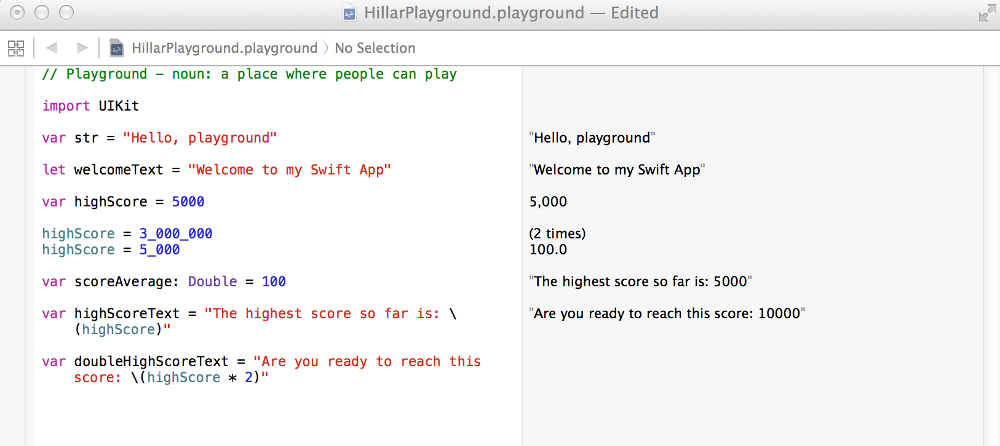 HillarPlayground.playground — Edited
HillarPlayground.playground 〉 No Selection
// Playground - noun: a place where people can play
import UIKit
var str = "Hello, playground"
"Hello, playground"
let welcomeText = "Welcome to my Swift App"
"Welcome to my Swift App"
var highScore = 5000
5,000
highScore = 3_000_000
(2 times)
highScore = 5_000
100.0
var scoreAverage: Double = 100
"The highest score so far is: 5000"
var highScoreText = "The highest score so far is: \
"Are you ready to reach this score: 10000"
(highScore)"
var doubleHighScoreText = "Are you ready to reach this
score: \(highScore * 2)"